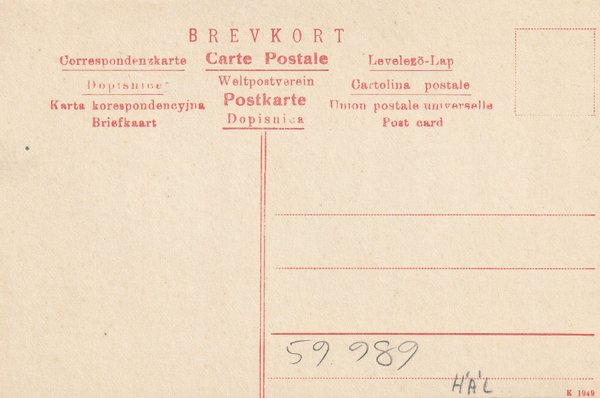 BREVKORT
Correspondenzkarte Carte Postale Levelező-Lap
Dopisnice Weltpostverein Cartolina postale
Karta korespondencyjna Postkarte Union postale universelle
Briefkaart Dopisnica Post card
59.989
H'A'L
K 1949